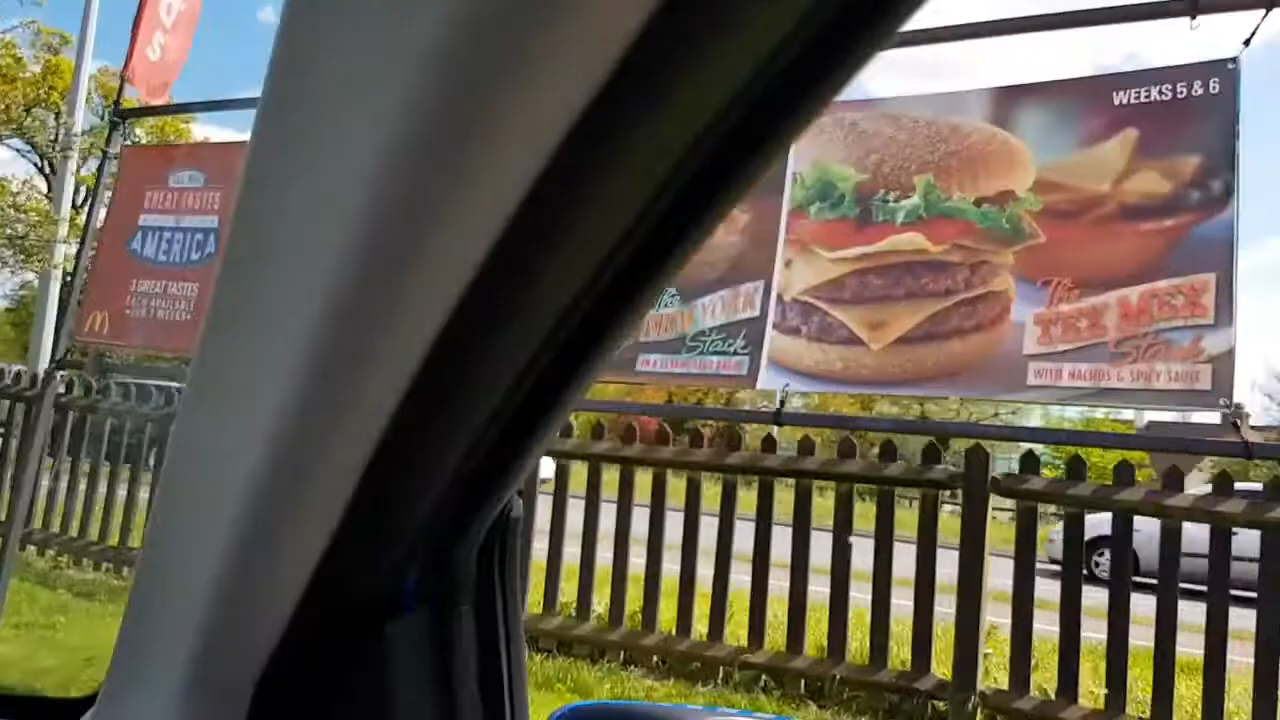 GREAT TASTES
AMERICA
3 GREAT TASTES
EACH AVAILABLE
FOR 2 WEEKS
The
NEW YORK
Stack
WEEKS 5 & 6
The
TEX MEX
Stack
WITH NACHOS & SPICY SAUCE